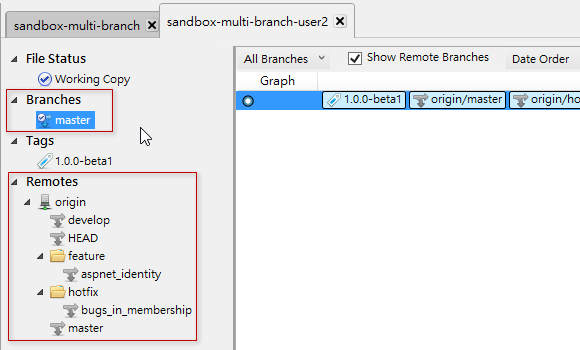 sandbox-multi-branch
sandbox-multi-branch-user2
File Status
Working Copy
Branches
master
Tags
1.0.0-beta1
Remotes
origin
develop
HEAD
feature
aspnet_identity
hotfix
bugs_in_membership
master
All Branches
Show Remote Branches
Date Order
Graph
1.0.0-beta1
origin/master
origin/ho